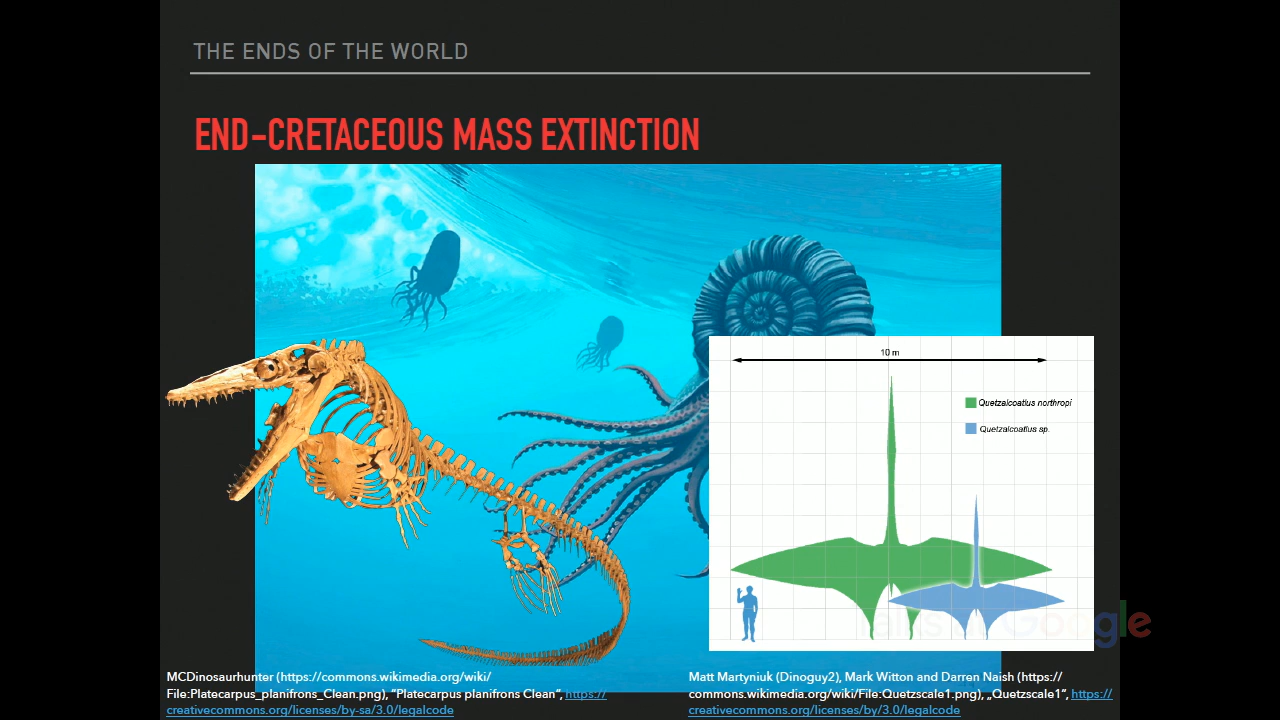 THE ENDS OF THE WORLD
END-CRETACEOUS MASS EXTINCTION
10 m
Quetzalcoatlus northropi
Quetzalcoatlus sp.
Talks at Google
MCDinosaurhunter (https://commons.wikimedia.org/wiki/
File:Platecarpus_planifrons_Clean.png), “Platecarpus planifrons Clean“, https://
creativecommons.org/licenses/by-sa/3.0/legalcode
Matt Martyniuk (Dinoguy2), Mark Witton and Darren Naish (https://
commons.wikimedia.org/wiki/File:Quetzscale1.png), „Quetzscale1“, https://
creativecommons.org/licenses/by/3.0/legalcode